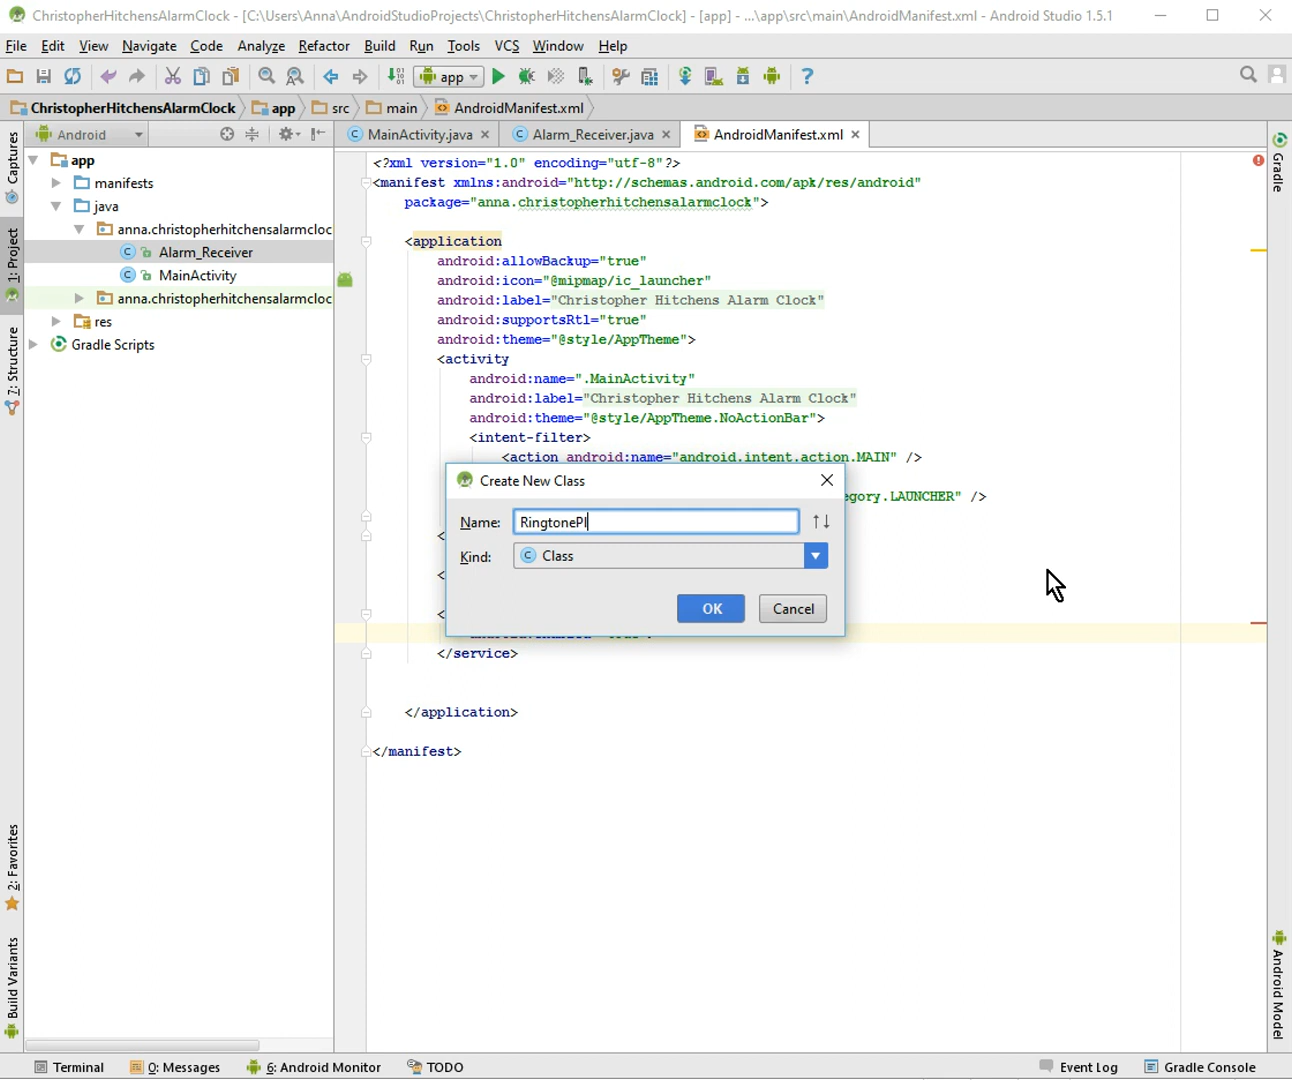 ChristopherHitchensAlarmClock - [C:\Users\Anna\AndroidStudioProjects\ChristopherHitchensAlarmClock] - [app] - ...\app\src\main\AndroidManifest.xml - Android Studio 1.5.1
File Edit View Navigate Code Analyze Refactor Build Run Tools VCS Window Help
app
ChristopherHitchensAlarmClock app src main AndroidManifest.xml
Android
MainActivity.java Alarm_Receiver.java AndroidManifest.xml
Captures
1: Project
7: Structure
2: Favorites
Build Variants
app
manifests
java
anna.christopherhitchensalarmcloc
Alarm_Receiver
MainActivity
anna.christopherhitchensalarmcloc
res
Gradle Scripts
<?xml version="1.0" encoding="utf-8"?>
<manifest xmlns:android="http://schemas.android.com/apk/res/android"
package="anna.christopherhitchensalarmclock">
<application
android:allowBackup="true"
android:icon="@mipmap/ic_launcher"
android:label="Christopher Hitchens Alarm Clock"
android:supportsRtl="true"
android:theme="@style/AppTheme">
<activity
android:name=".MainActivity"
android:label="Christopher Hitchens Alarm Clock"
android:theme="@style/AppTheme.NoActionBar">
<intent-filter>
<action android:name="android.intent.action.MAIN" />
egory.LAUNCHER" />
<
<
<
</service>
</application>
</manifest>
Create New Class
Name: RingtonePl
Kind: Class
OK Cancel
Gradle
Android Model
Terminal 0: Messages 6: Android Monitor TODO Event Log Gradle Console